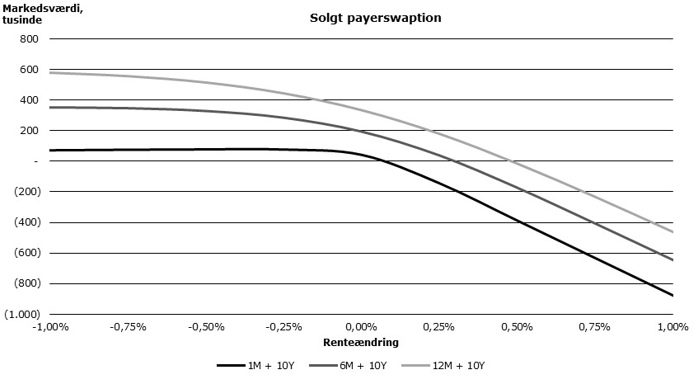 Markedsværdi,
tusinde
Solgt payerswaption
800
600
400
200
-
(200)
(400)
(600)
(800)
(1.000)
-1,00% -0,75% -0,50% -0,25% 0,00% 0,25% 0,50% 0,75% 1,00%
Renteændring
1M + 10Y 6M + 10Y 12M + 10Y